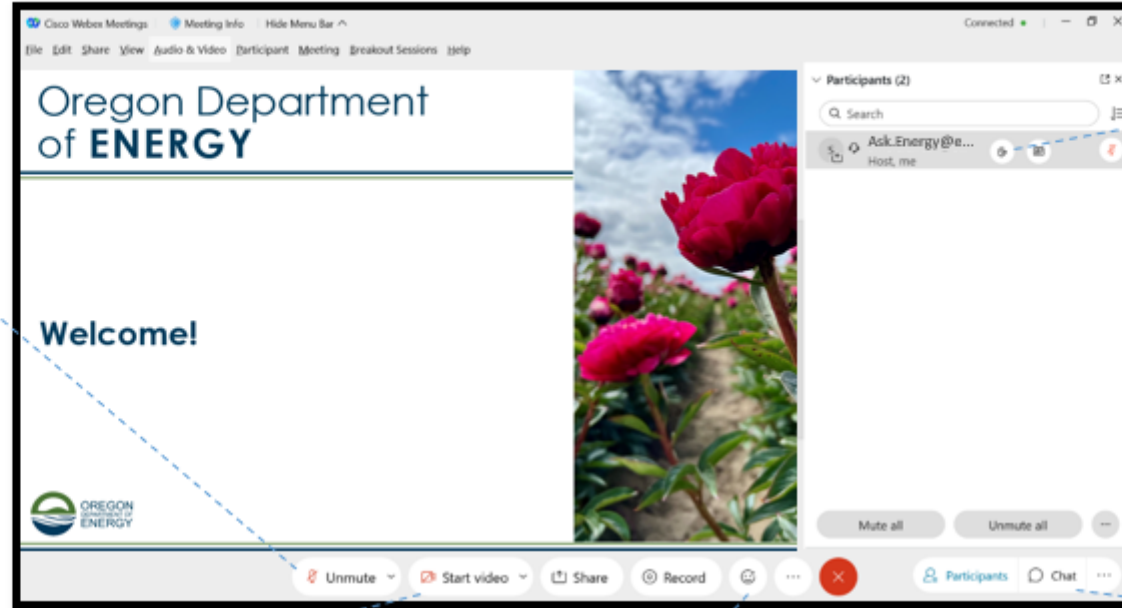 Cisco Webex Meetings Meeting Info Hide Menu Bar
Connected
File Edit Share View Audio & Video Participant Meeting Breakout Sessions Help
Oregon Department
of ENERGY
Welcome!
OREGON
DEPARTMENT OF
ENERGY
Participants (2)
Search
Ask.Energy@e...
Host, me
Mute all Unmute all
Unmute Start video Share Record
Participants Chat